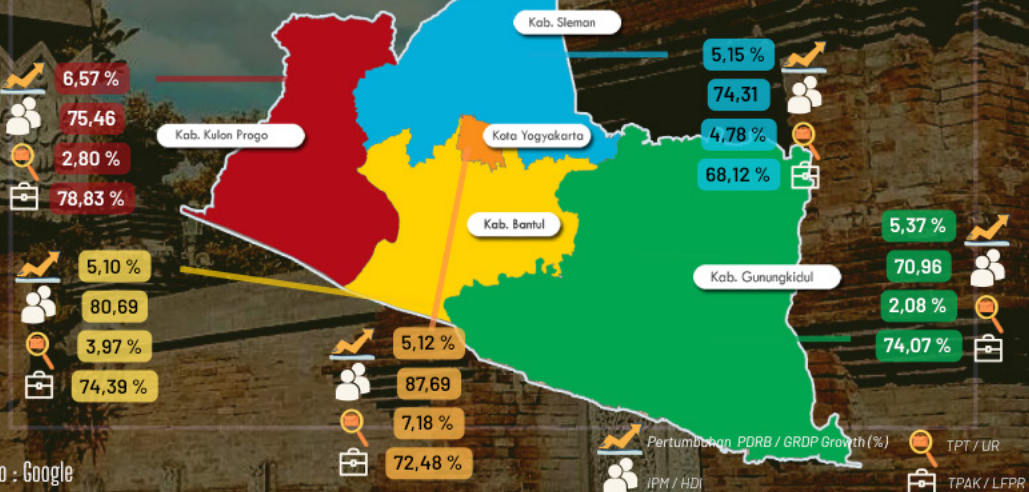 Kab. Sleman
6,57 %
75,46
2,80 %
78,83 %
Kab. Kulon Progo
5,15 %
74,31
4,78 %
68,12 %
Kota Yogyakarta
Kab. Bantul
Kab. Gunungkidul
5,37 %
70,96
2,08 %
74,07 %
5,10 %
80,69
3,97 %
74,39 %
5,12 %
87,69
7,18 %
72,48 %
Pertumbuhan PDRB / GRDP Growth (%)
IPM / HDI
TPT / UR
TPAK / LFPR
: Google